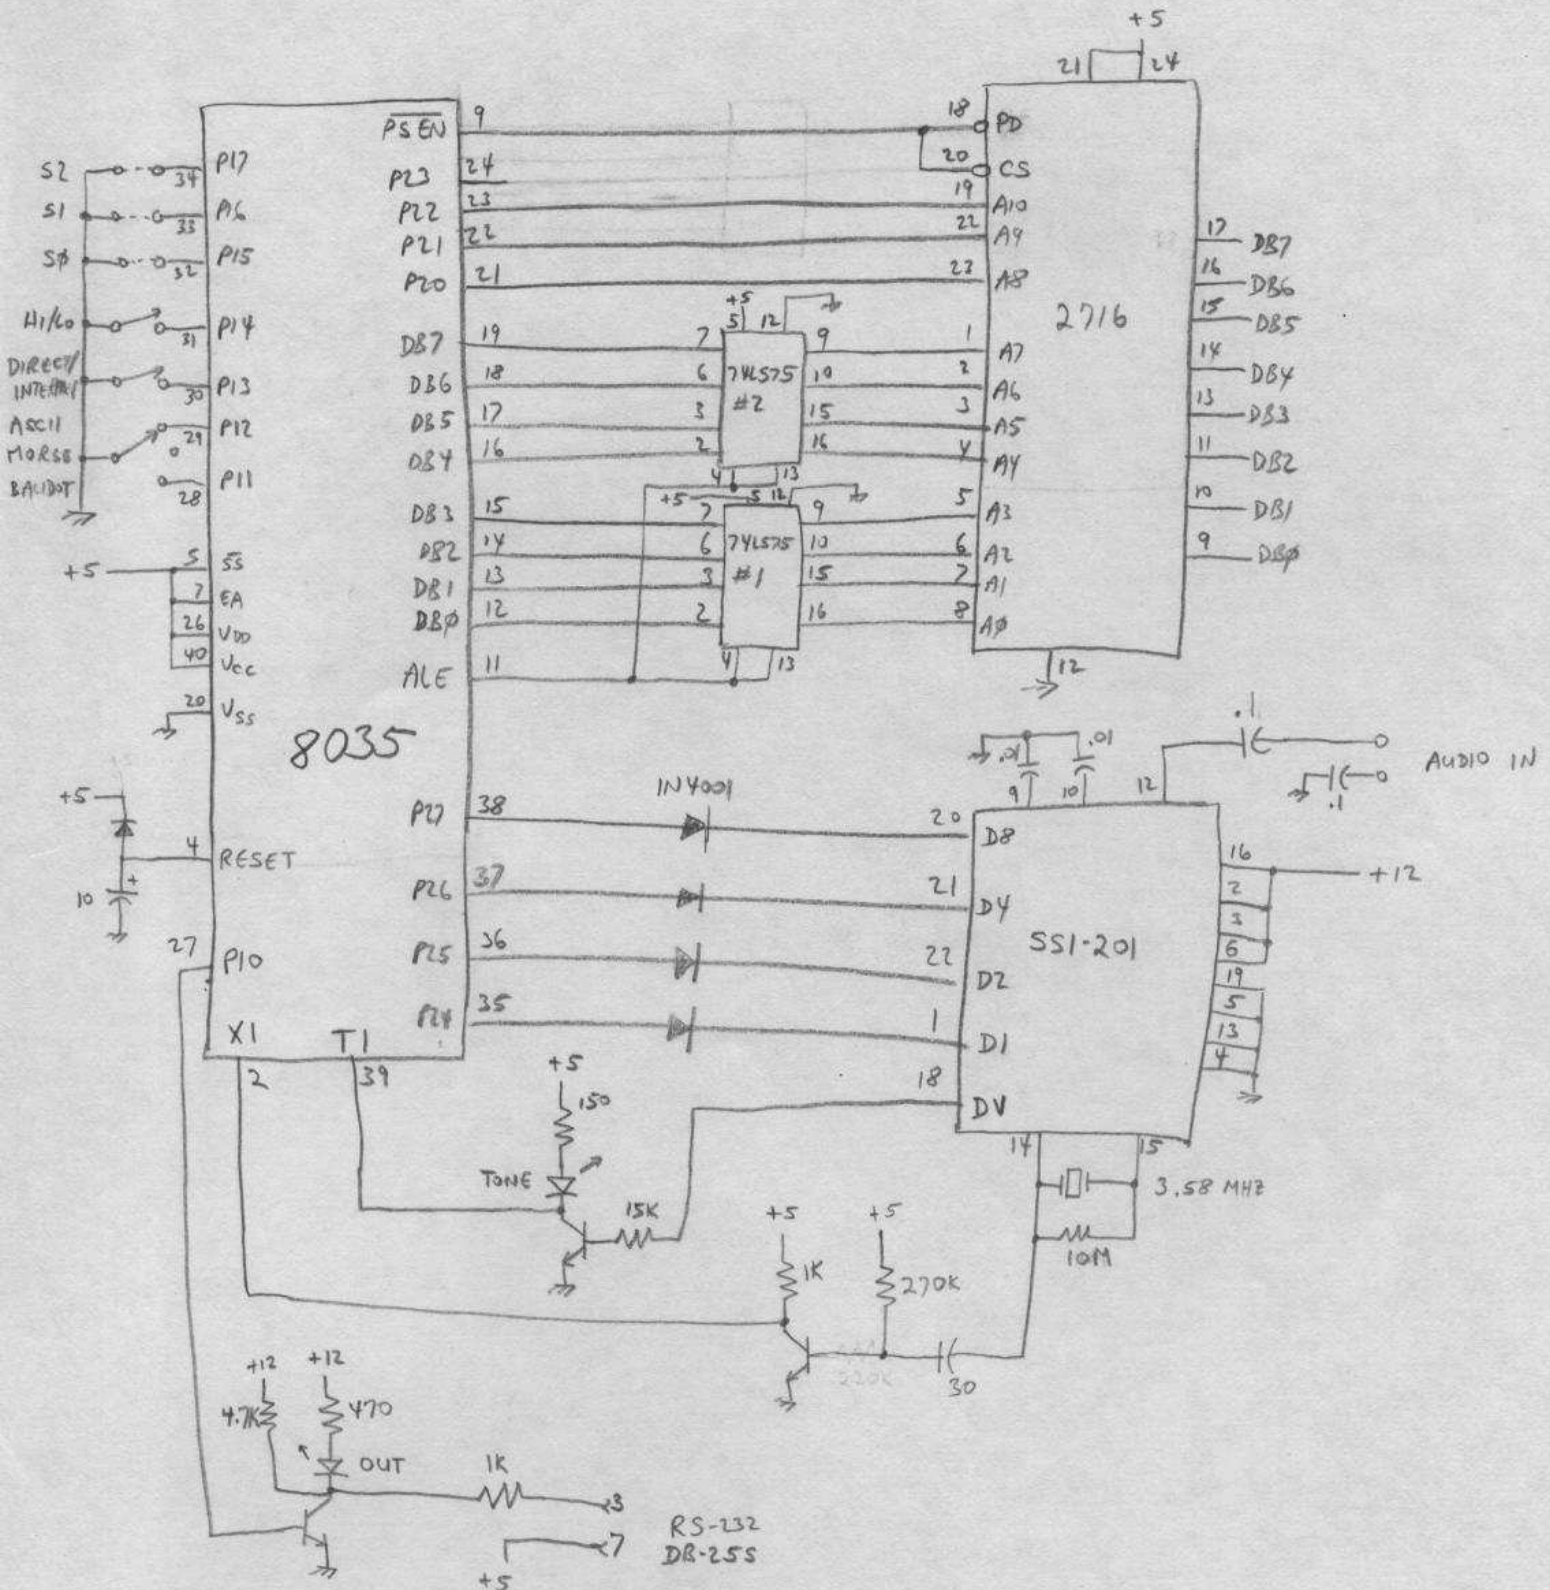 +5
21 24
PSEN 9
18 PD
20 CS
S2 34 P17
P23 24
S1 33 P16
P22 23
19 A10
S0 32 P15
P21 22
22 A9
17 DB7
P20 21
23 A8
16 DB6
HI/LO 31 P14
+5
5 12
2716
15 DB5
DB7 19
7 9
1 A7
14 DB4
DIRECT/
30 P13
DB6 18
6 74LS75 10
2 A6
#2
13 DB3
ASCII 29 P12
DB5 17
3 15
3 A5
MORSE
DB4 16
2 16
4 A4
11 DB2
BAUDOT 28 P11
4 13
+5 5 12
DB3 15
7 9
5 A3
10 DB1
DB2 14
6 74LS75 10
6 A2
+5 5 SS
#1
9 DBØ
DB1 13
3 15
7 A1
7 EA
DBØ 12
2 16
8 AØ
26 VDD
40 VCC
ALE 11
4 13
12
20 VSS
8035
.01 .01
.1
AUDIO IN
.1
9 10 12
+5
1N4001
P27 38
20 D8
4 RESET
16 +12
10 +
P26 37
21 D4
2
3
27 P10
P25 36
22 D2
SSI-201
6
19
P24 35
1 D1
5
13
4
X1 T1
2 39
+5
18 DV
150
14 15
TONE
15K
3.58 MHZ
+5 +5
10M
1K 270K
220K
30
+12 +12
4.7K 470
OUT
1K
3
RS-232
7
DB-25S
+5